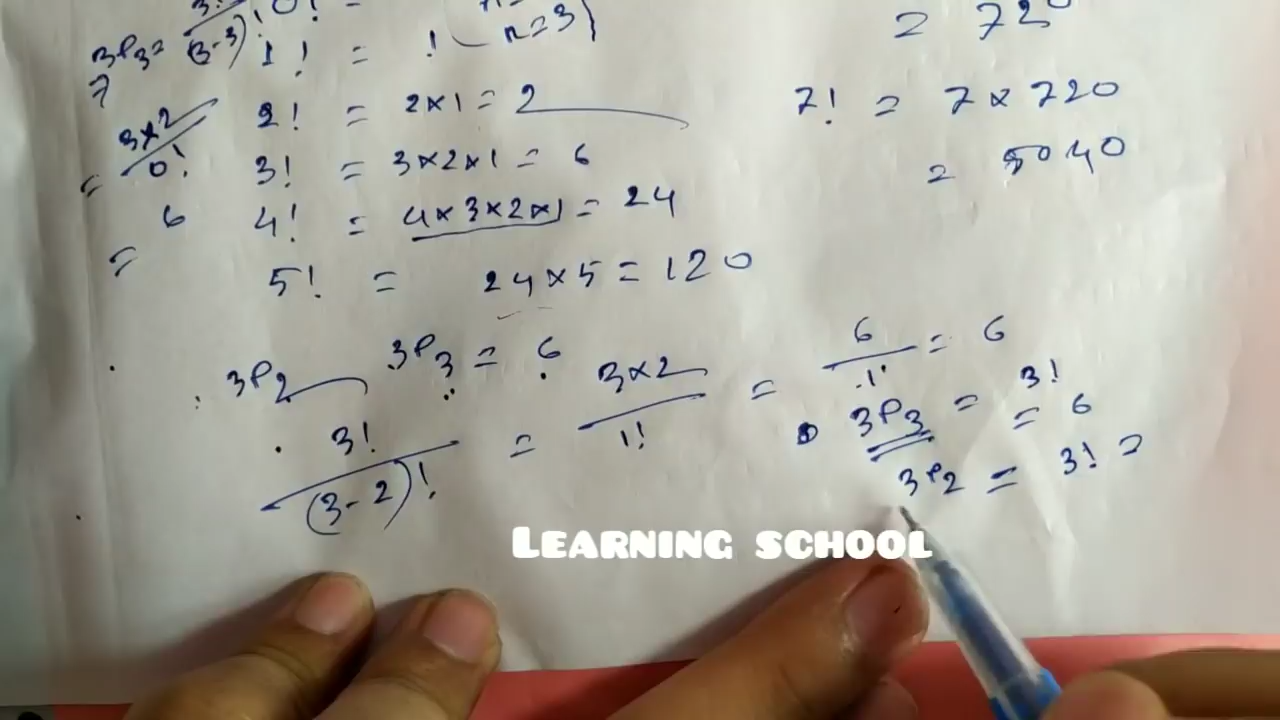 3P3 = 3! / (3-3)!
0! =
1! = !
n=3
= 720
2! = 2×1 = 2
7! = 7 × 720
= 3×2 / 0!
3! = 3×2×1 = 6
= 5040
= 6
4! = 4×3×2×1 = 24
5! = 24×5 = 120
3P2
3P3 = 6
3! / (3-2)! = 3×2 / 1! = 6 / 1 = 6
3P3 = 3!
= 6
3P2 = 3! =
LEARNING SCHOOL